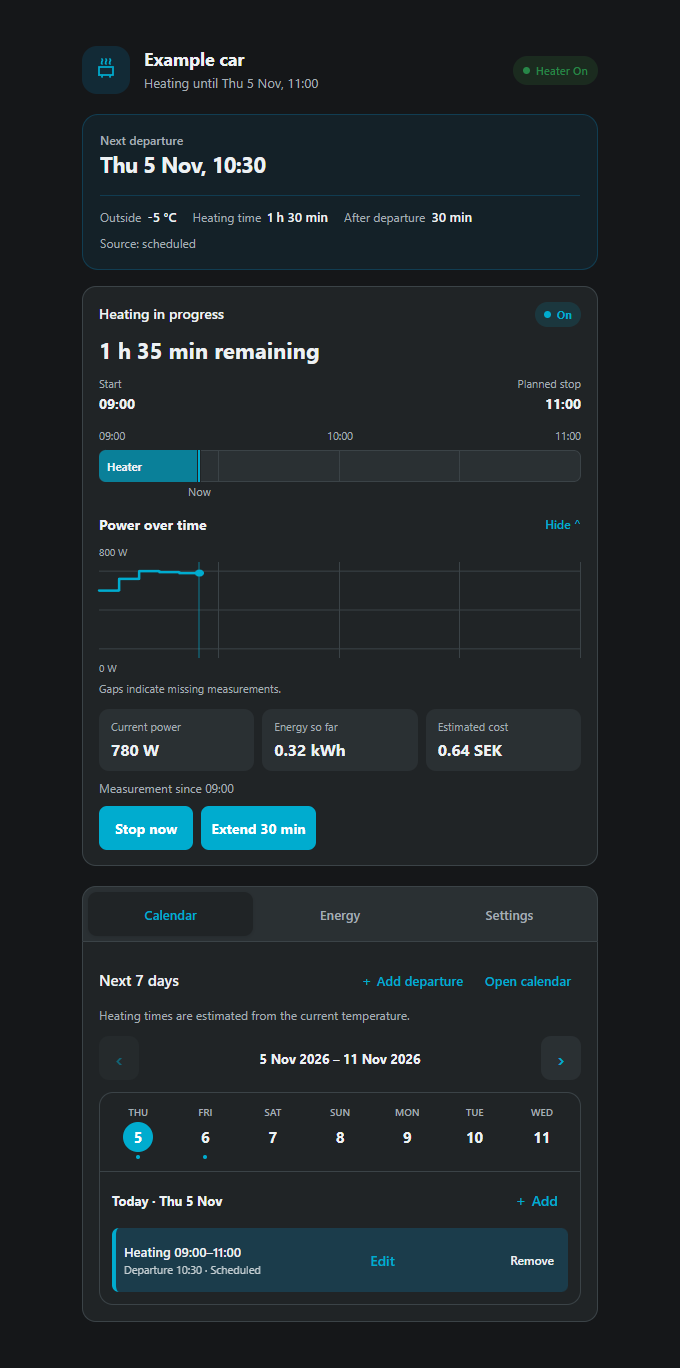 Example car
Heating until Thu 5 Nov, 11:00
Heater On
Next departure
Thu 5 Nov, 10:30
Outside -5 °C Heating time 1 h 30 min After departure 30 min
Source: scheduled
Heating in progress
On
1 h 35 min remaining
Start Planned stop
09:00 11:00
09:00 10:00 11:00
Heater
Now
Power over time Hide ^
800 W
0 W
Gaps indicate missing measurements.
Current power Energy so far Estimated cost
780 W 0.32 kWh 0.64 SEK
Measurement since 09:00
Stop now Extend 30 min
Calendar Energy Settings
Next 7 days + Add departure Open calendar
Heating times are estimated from the current temperature.
‹ 5 Nov 2026 – 11 Nov 2026 ›
THU FRI SAT SUN MON TUE WED
5 6 7 8 9 10 11
Today · Thu 5 Nov + Add
Heating 09:00–11:00
Departure 10:30 · Scheduled
Edit Remove